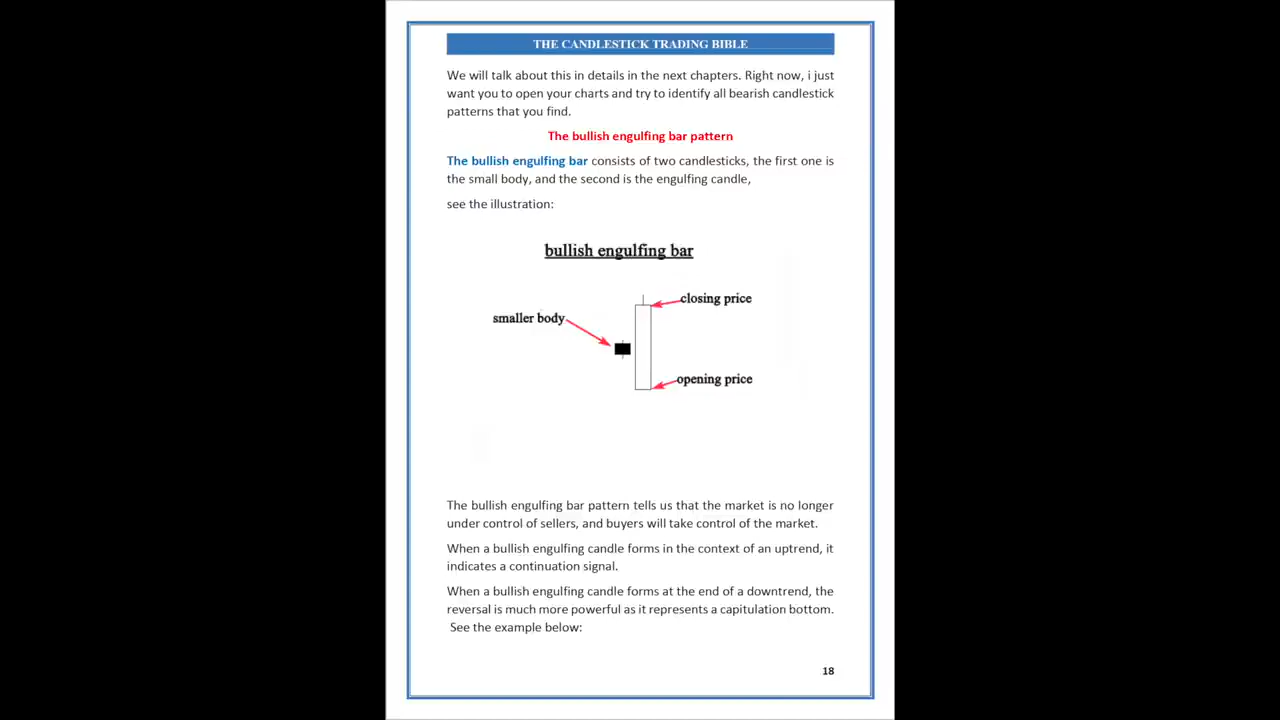 THE CANDLESTICK TRADING BIBLE
We will talk about this in details in the next chapters. Right now, i just
want you to open your charts and try to identify all bearish candlestick
patterns that you find.
The bullish engulfing bar pattern
The bullish engulfing bar consists of two candlesticks, the first one is
the small body, and the second is the engulfing candle,
see the illustration:
bullish engulfing bar
closing price
smaller body
opening price
The bullish engulfing bar pattern tells us that the market is no longer
under control of sellers, and buyers will take control of the market.
When a bullish engulfing candle forms in the context of an uptrend, it
indicates a continuation signal.
When a bullish engulfing candle forms at the end of a downtrend, the
reversal is much more powerful as it represents a capitulation bottom.
See the example below:
18